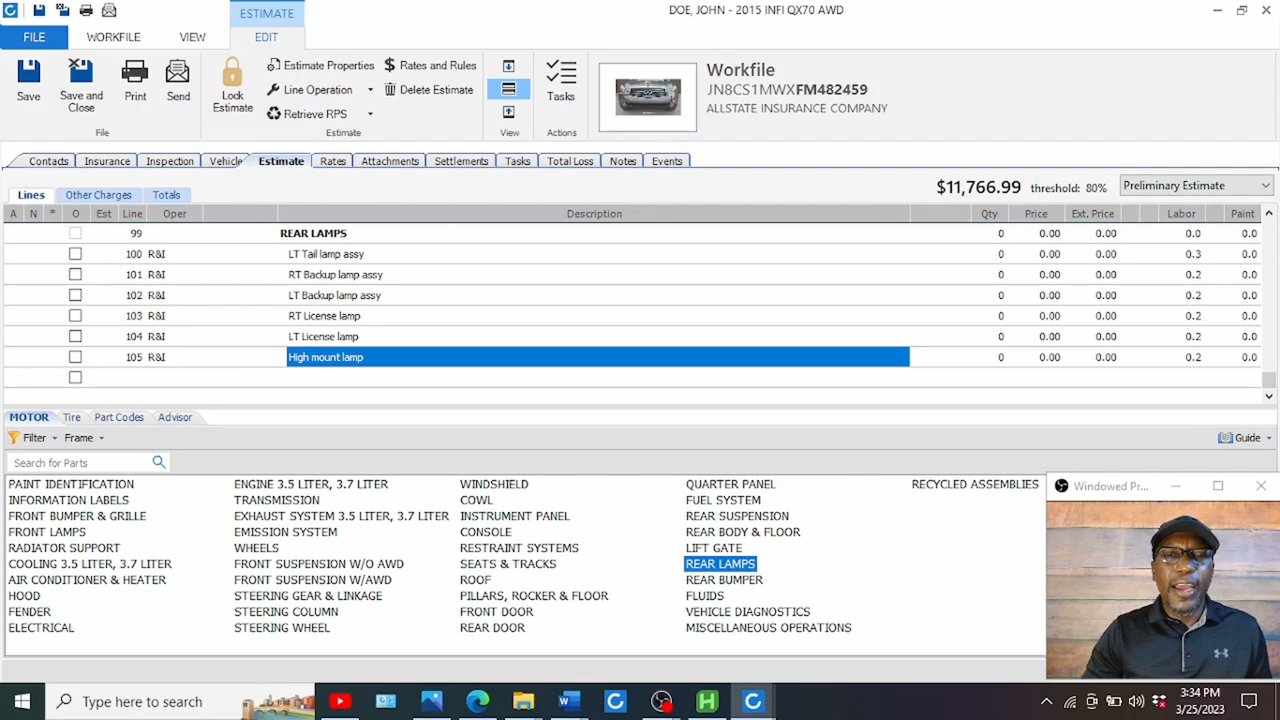 ESTIMATE
DOE, JOHN - 2015 INFI QX70 AWD
FILE WORKFILE VIEW EDIT
Save
Save and Close
Print
Send
File
Lock Estimate
Estimate Properties
Line Operation
Retrieve RPS
Rates and Rules
Delete Estimate
Estimate
View
Tasks
Actions
Workfile
JN8CS1MWXFM482459
ALLSTATE INSURANCE COMPANY
Contacts Insurance Inspection Vehicle Estimate Rates Attachments Settlements Tasks Total Loss Notes Events
Lines Other Charges Totals
$11,766.99 threshold: 80% Preliminary Estimate
A N * O Est Line Oper Description Qty Price Ext. Price Labor Paint
99 REAR LAMPS 0 0.00 0.00 0.0 0.0
100 R&I LT Tail lamp assy 0 0.00 0.00 0.3 0.0
101 R&I RT Backup lamp assy 0 0.00 0.00 0.2 0.0
102 R&I LT Backup lamp assy 0 0.00 0.00 0.2 0.0
103 R&I RT License lamp 0 0.00 0.00 0.2 0.0
104 R&I LT License lamp 0 0.00 0.00 0.2 0.0
105 R&I High mount lamp 0 0.00 0.00 0.2 0.0
MOTOR Tire Part Codes Advisor
Filter Frame Guide
Search for Parts
PAINT IDENTIFICATION
INFORMATION LABELS
FRONT BUMPER & GRILLE
FRONT LAMPS
RADIATOR SUPPORT
COOLING 3.5 LITER, 3.7 LITER
AIR CONDITIONER & HEATER
HOOD
FENDER
ELECTRICAL
ENGINE 3.5 LITER, 3.7 LITER
TRANSMISSION
EXHAUST SYSTEM 3.5 LITER, 3.7 LITER
EMISSION SYSTEM
WHEELS
FRONT SUSPENSION W/O AWD
FRONT SUSPENSION W/AWD
STEERING GEAR & LINKAGE
STEERING COLUMN
STEERING WHEEL
WINDSHIELD
COWL
INSTRUMENT PANEL
CONSOLE
RESTRAINT SYSTEMS
SEATS & TRACKS
ROOF
PILLARS, ROCKER & FLOOR
FRONT DOOR
REAR DOOR
QUARTER PANEL
FUEL SYSTEM
REAR SUSPENSION
REAR BODY & FLOOR
LIFT GATE
REAR LAMPS
REAR BUMPER
FLUIDS
VEHICLE DIAGNOSTICS
MISCELLANEOUS OPERATIONS
RECYCLED ASSEMBLIES
Windowed Pr...
Type here to search
3:34 PM
3/25/2023